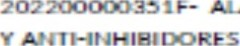 202200000351F- AL
Y ANTI-INHIBIDORES